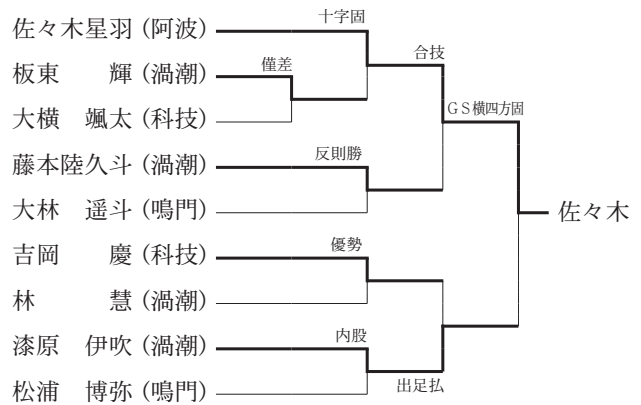 佐々木星羽 (阿波)
十字固
合技
板東　　輝 (渦潮)
僅差
大横　颯太 (科技)
GS横四方固
藤本陸久斗 (渦潮)
反則勝
大林　遥斗 (鳴門)
佐々木
吉岡　　慶 (科技)
優勢
林　　　慧 (渦潮)
漆原　伊吹 (渦潮)
内股
出足払
松浦　博弥 (鳴門)